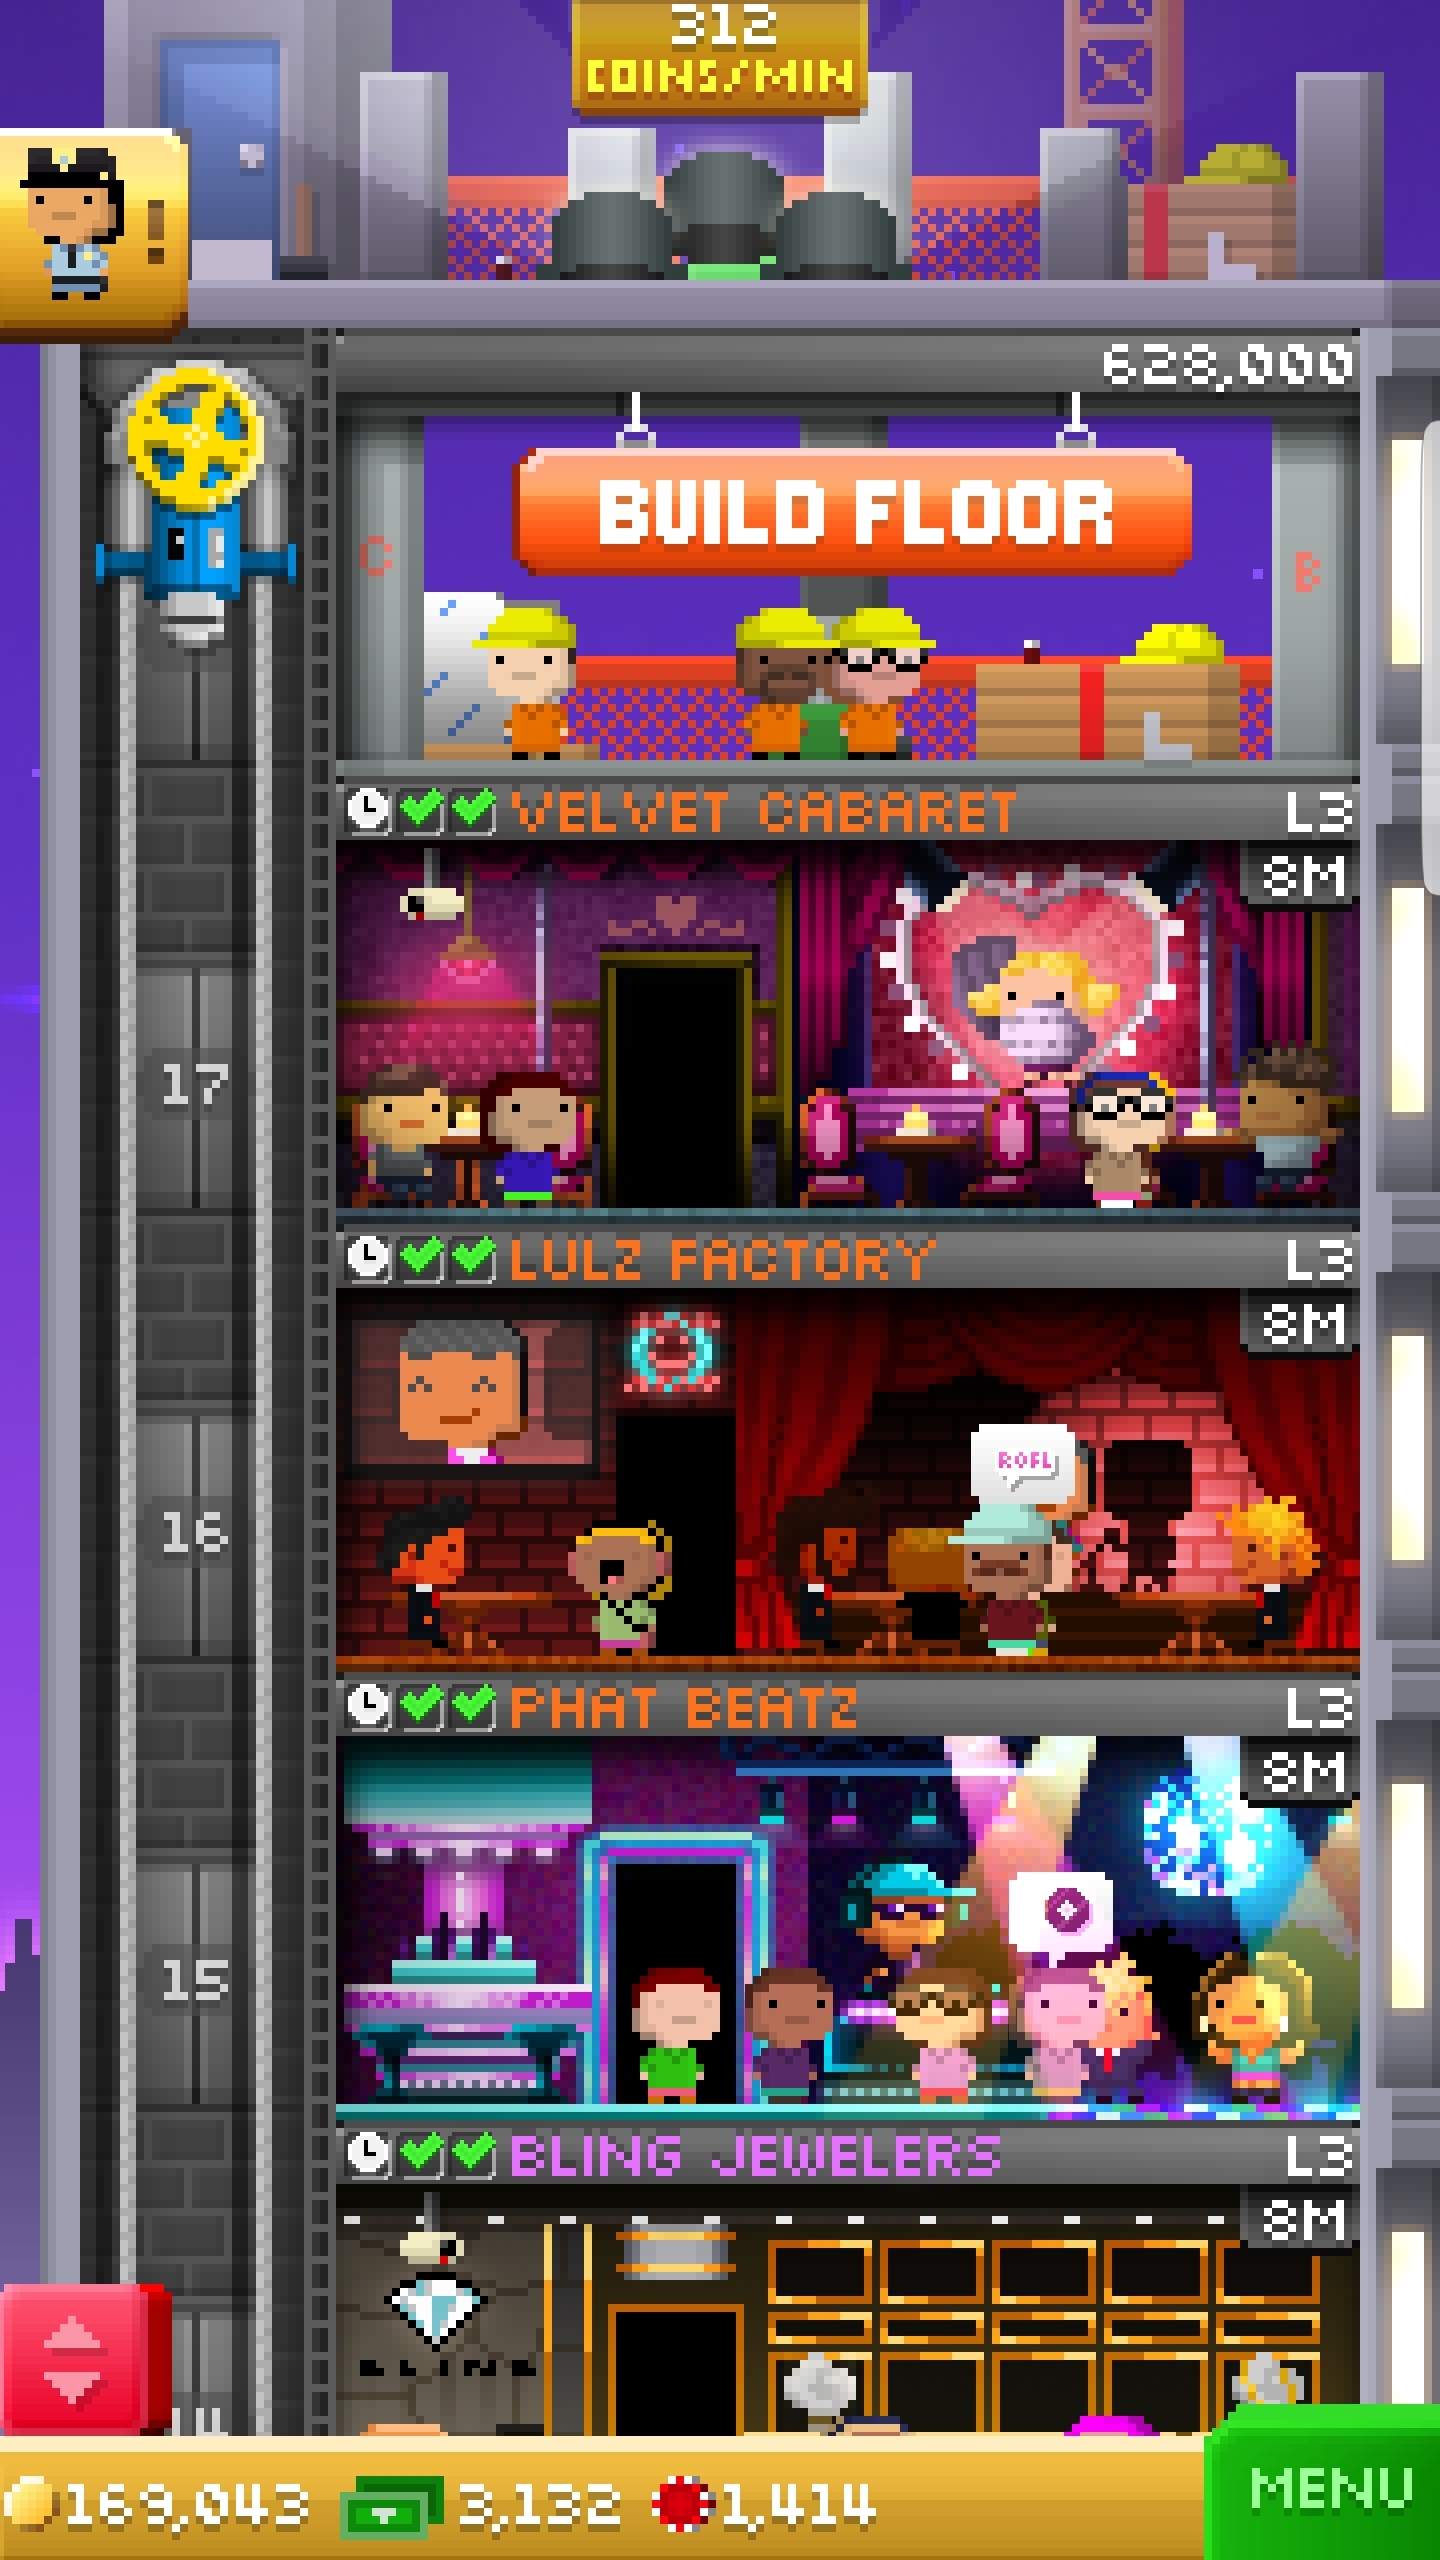 312
COINS/MIN
!
628,000
BUILD FLOOR
C
B
VELVET CABARET L3
8M
17
LULZ FACTORY L3
8M
ROFL
16
PHAT BEATZ L3
8M
15
BLING JEWELERS L3
8M
BLING
14
169,043 3,132 1,414
MENU